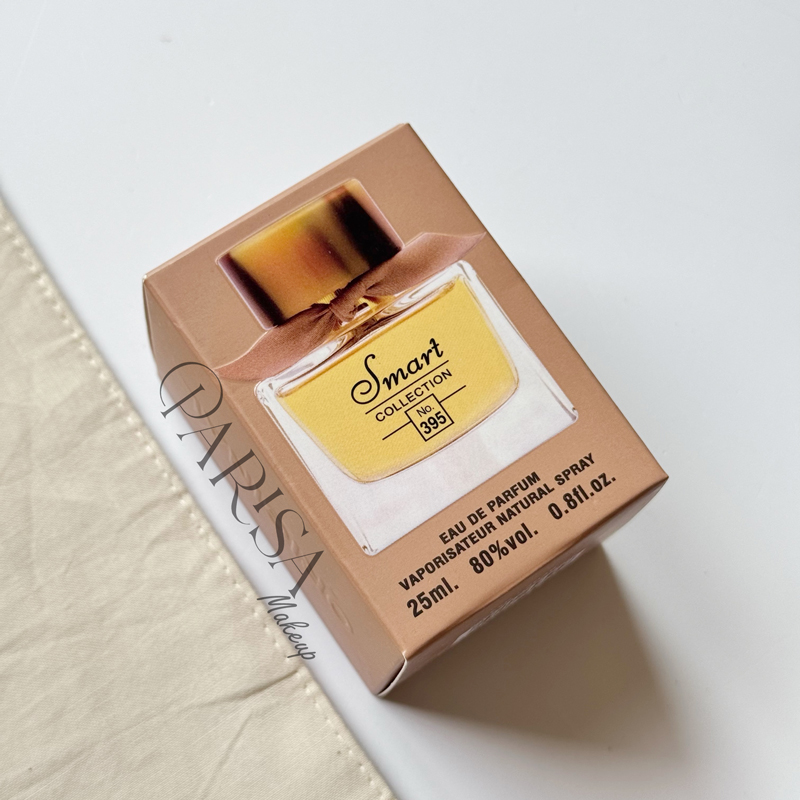 Smart
COLLECTION
No.
395
EAU DE PARFUM
VAPORISATEUR NATURAL SPRAY
25ml. 80%vol. 0.8fl.oz.
PARISA
Makeup